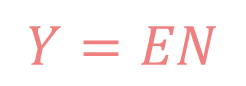 Y = EN